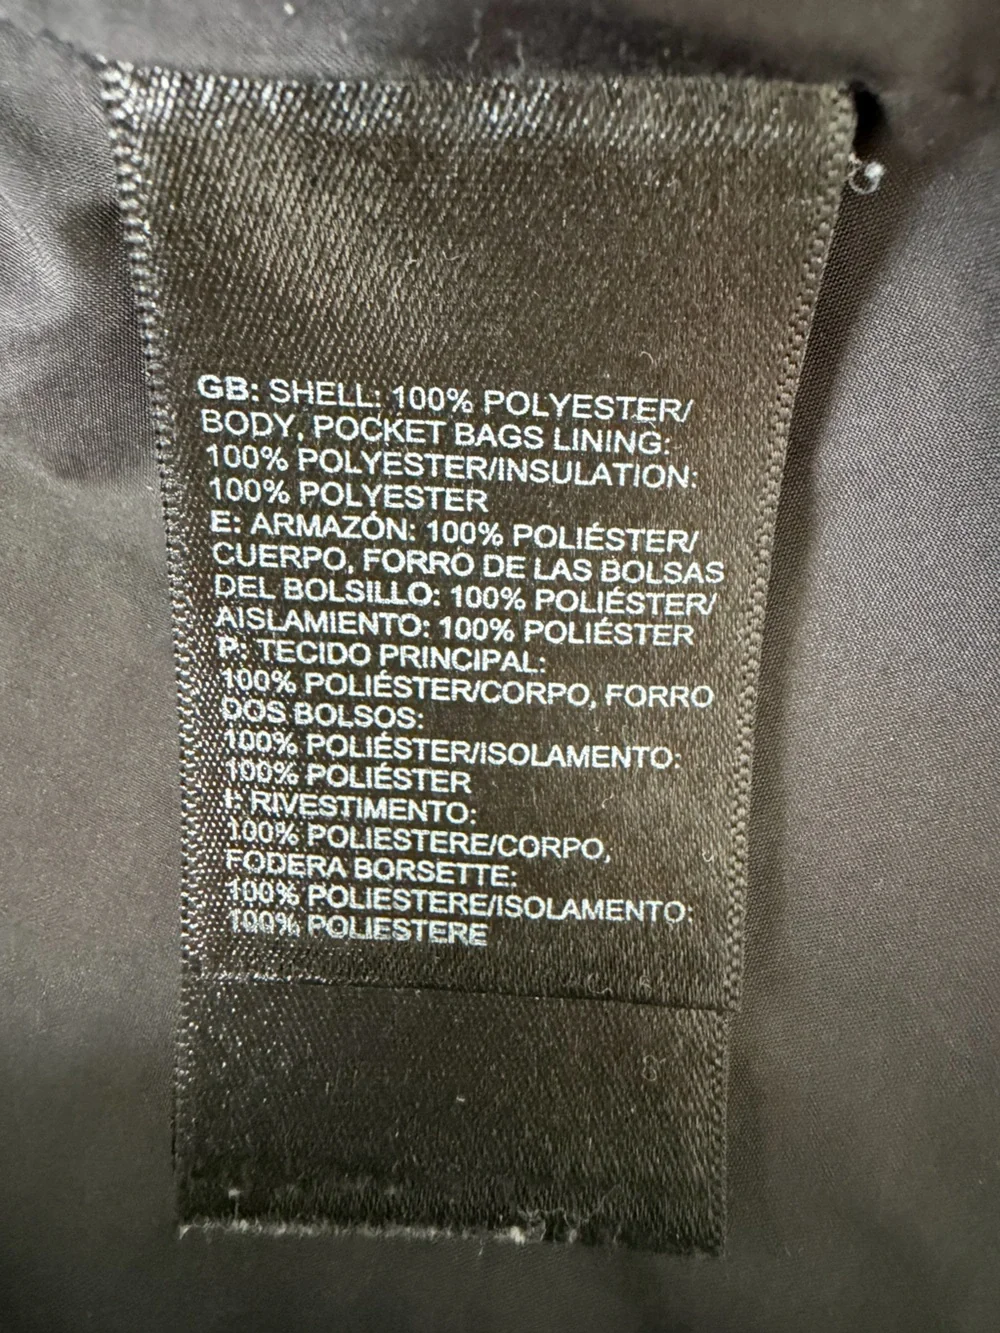 GB: SHELL: 100% POLYESTER/
BODY, POCKET BAGS LINING:
100% POLYESTER/INSULATION:
100% POLYESTER
E: ARMAZÓN: 100% POLIÉSTER/
CUERPO, FORRO DE LAS BOLSAS
DEL BOLSILLO: 100% POLIÉSTER/
AISLAMIENTO: 100% POLIÉSTER
P: TECIDO PRINCIPAL:
100% POLIÉSTER/CORPO, FORRO
DOS BOLSOS:
100% POLIÉSTER/ISOLAMENTO:
100% POLIÉSTER
I: RIVESTIMENTO:
100% POLIESTERE/CORPO,
FODERA BORSETTE:
100% POLIESTERE/ISOLAMENTO:
100% POLIESTERE